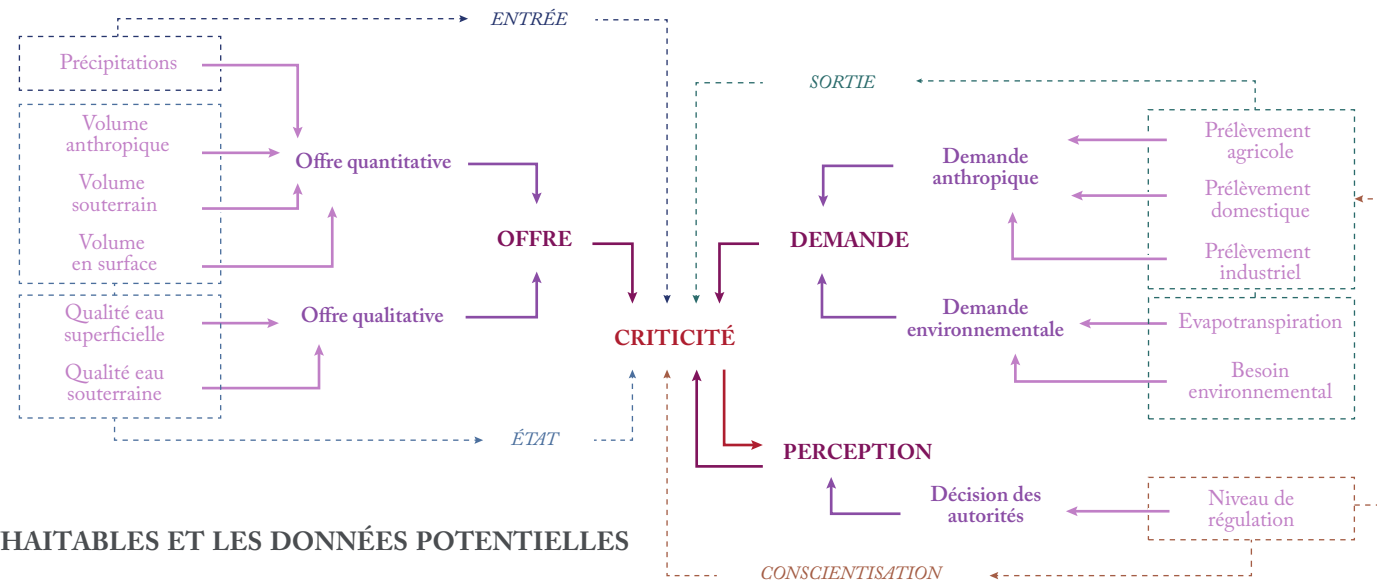 ENTRÉE
Précipitations
SORTIE
Volume
anthropique
Volume
souterrain
Volume
en surface
Offre quantitative
OFFRE
Qualité eau
superficielle
Qualité eau
souterraine
Offre qualitative
ÉTAT
CRITICITÉ
Demande
anthropique
DEMANDE
Demande
environnementale
Prélèvement
agricole
Prélèvement
domestique
Prélèvement
industriel
Evapotranspiration
Besoin
environnemental
PERCEPTION
Décision des
autorités
Niveau de
régulation
HAITABLES ET LES DONNÉES POTENTIELLES
CONSCIENTISATION